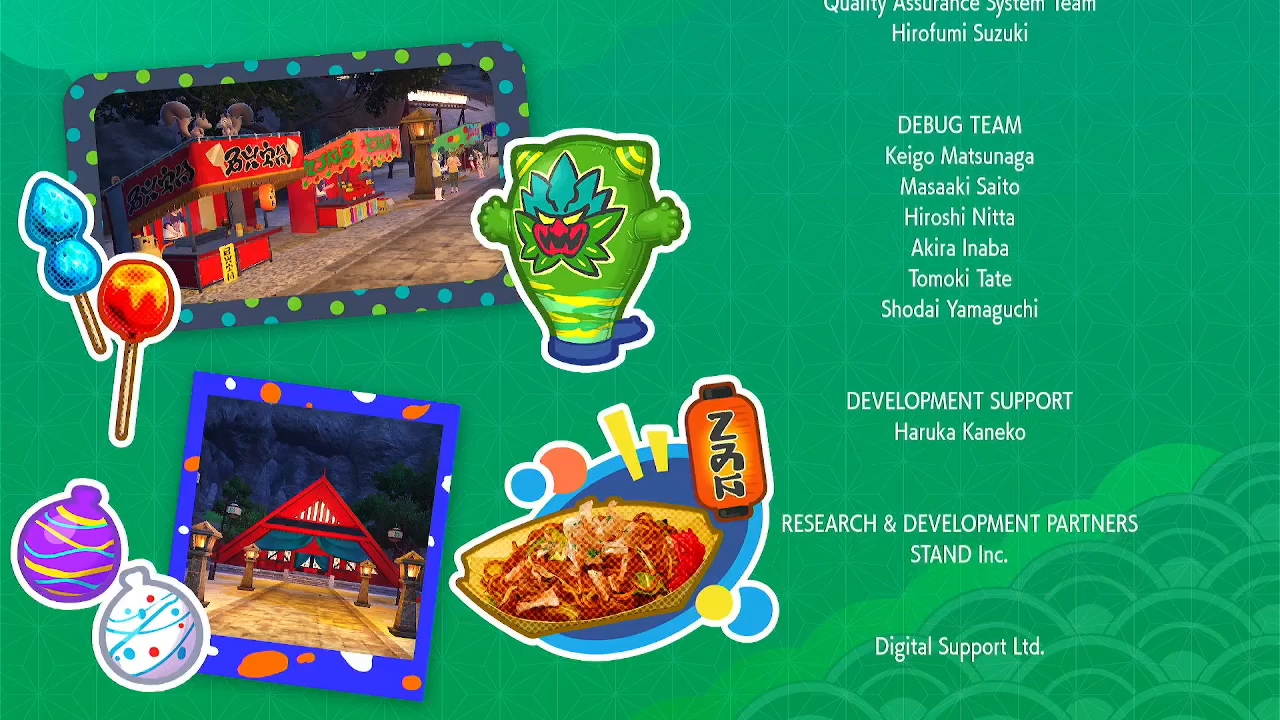 Quality Assurance System Team
Hirofumi Suzuki
DEBUG TEAM
Keigo Matsunaga
Masaaki Saito
Hiroshi Nitta
Akira Inaba
Tomoki Tate
Shodai Yamaguchi
DEVELOPMENT SUPPORT
Haruka Kaneko
RESEARCH & DEVELOPMENT PARTNERS
STAND Inc.
Digital Support Ltd.